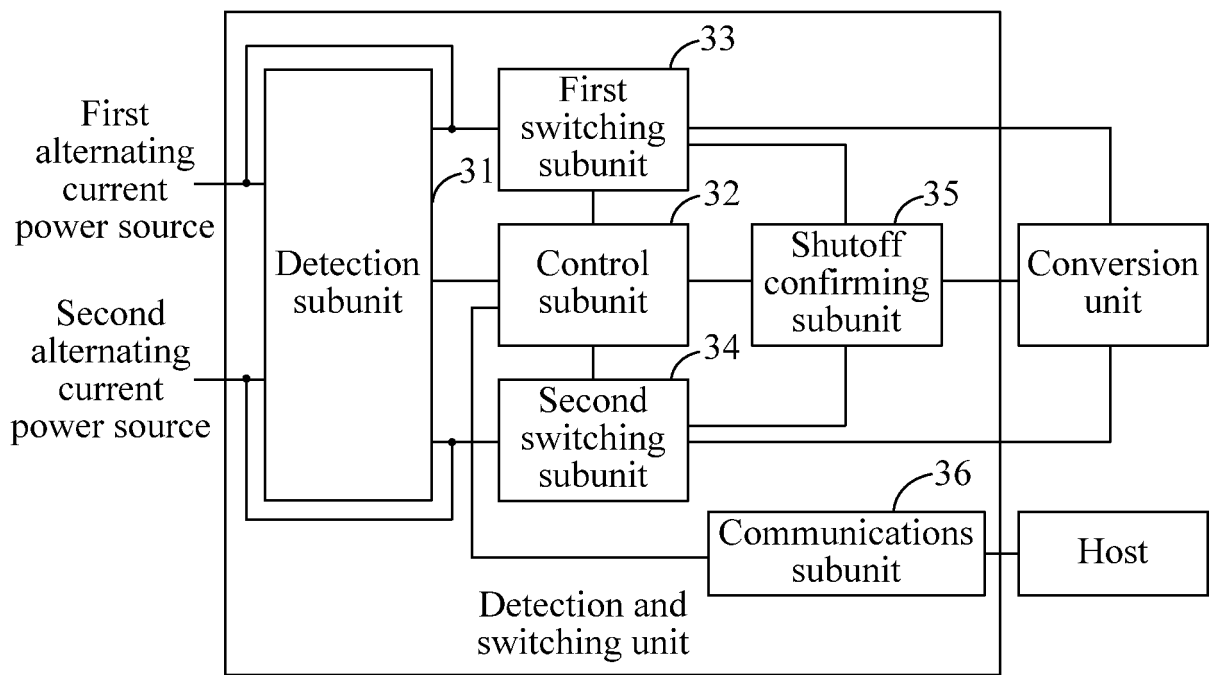 33
First
switching
subunit
First
alternating
current
power source
31
32
35
Detection
subunit
Control
subunit
Shutoff
confirming
subunit
Conversion
unit
Second
alternating
current
power source
34
Second
switching
subunit
36
Communications
subunit
Host
Detection and
switching unit